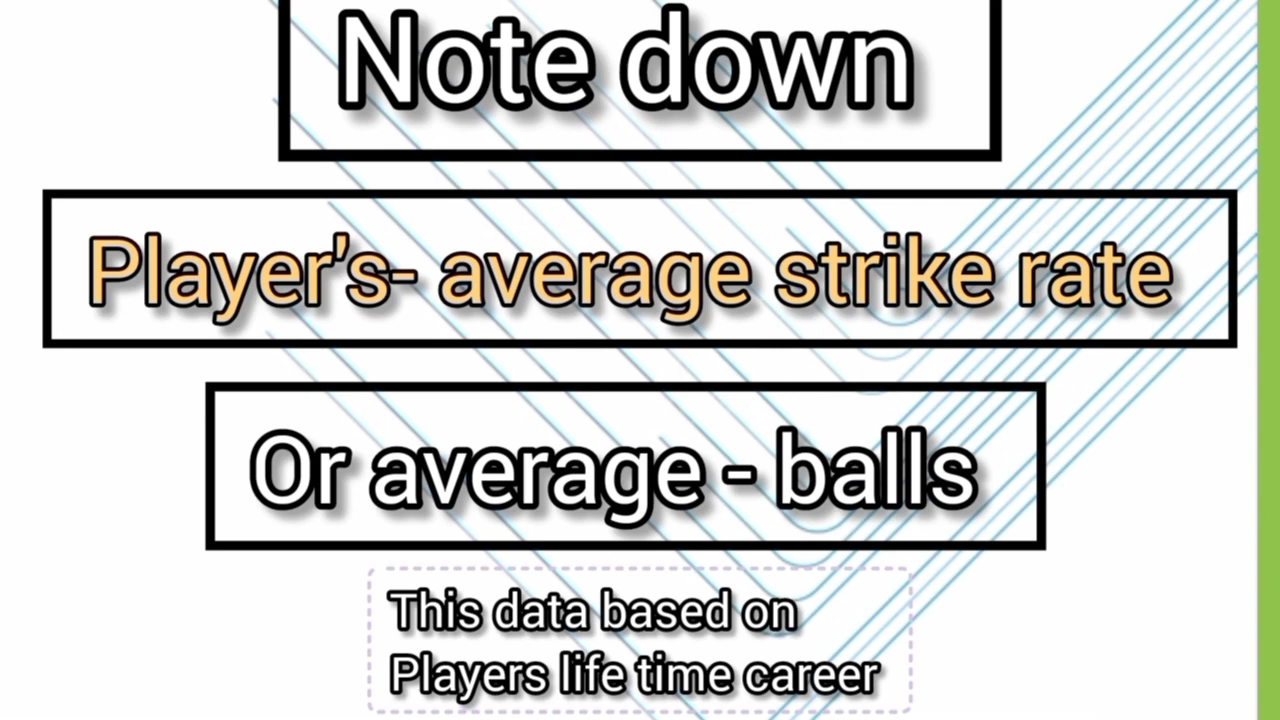 Note down
Player's- average strike rate
Or average - balls
This data based on
Players life time career